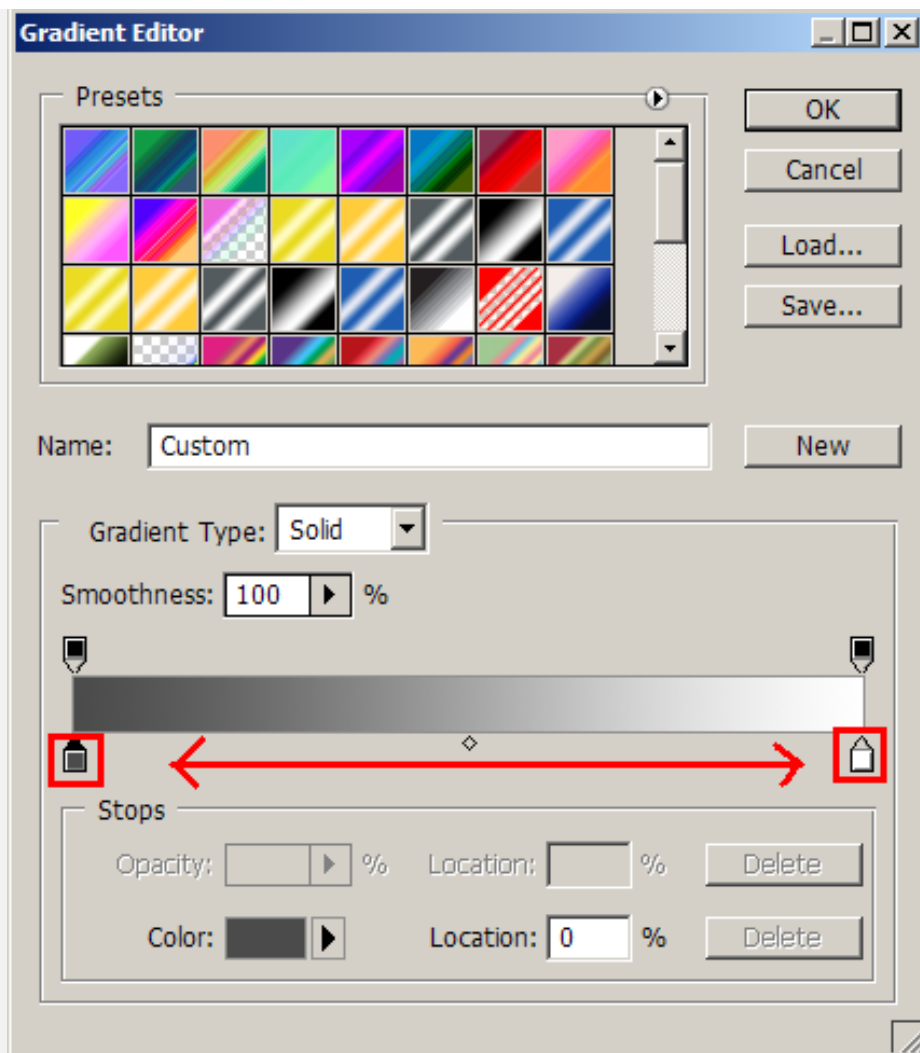 Gradient Editor
Presets
OK
Cancel
Load...
Save...
Name: Custom
New
Gradient Type: Solid
Smoothness: 100 %
Stops
Opacity: % Location: % Delete
Color: Location: 0 % Delete